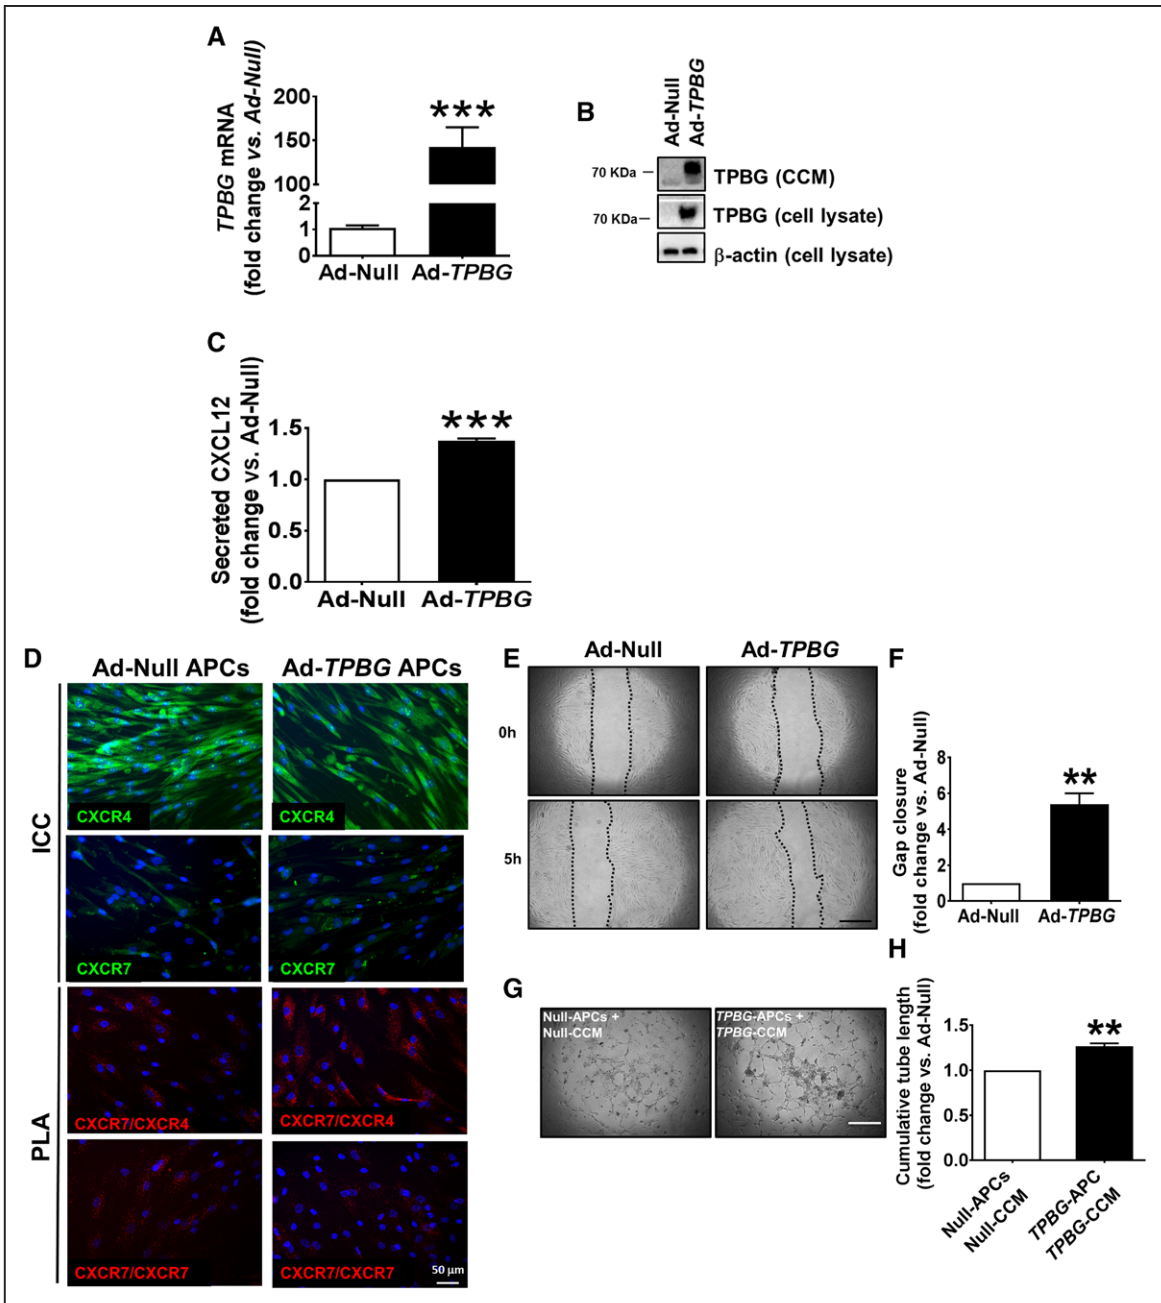 A
TPBG mRNA
(fold change vs. Ad-Null)
200
150
100
2
1
0
***
Ad-Null
Ad-TPBG
B
Ad-Null
Ad-TPBG
70 KDa
TPBG (CCM)
70 KDa
TPBG (cell lysate)
β-actin (cell lysate)
C
Secreted CXCL12
(fold change vs. Ad-Null)
1.5
1.0
0.5
0.0
***
Ad-Null
Ad-TPBG
D
Ad-Null APCs
Ad-TPBG APCs
ICC
CXCR4
CXCR4
CXCR7
CXCR7
PLA
CXCR7/CXCR4
CXCR7/CXCR4
CXCR7/CXCR7
CXCR7/CXCR7
50 µm
E
Ad-Null
Ad-TPBG
0h
5h
F
Gap closure
(fold change vs. Ad-Null)
8
6
4
2
0
**
Ad-Null
Ad-TPBG
G
Null-APCs +
Null-CCM
TPBG-APCs +
TPBG-CCM
H
Cumulative tube length
(fold change vs. Ad-Null)
1.5
1.0
0.5
0.0
**
Null-APCs
Null-CCM
TPBG-APC
TPBG-CCM